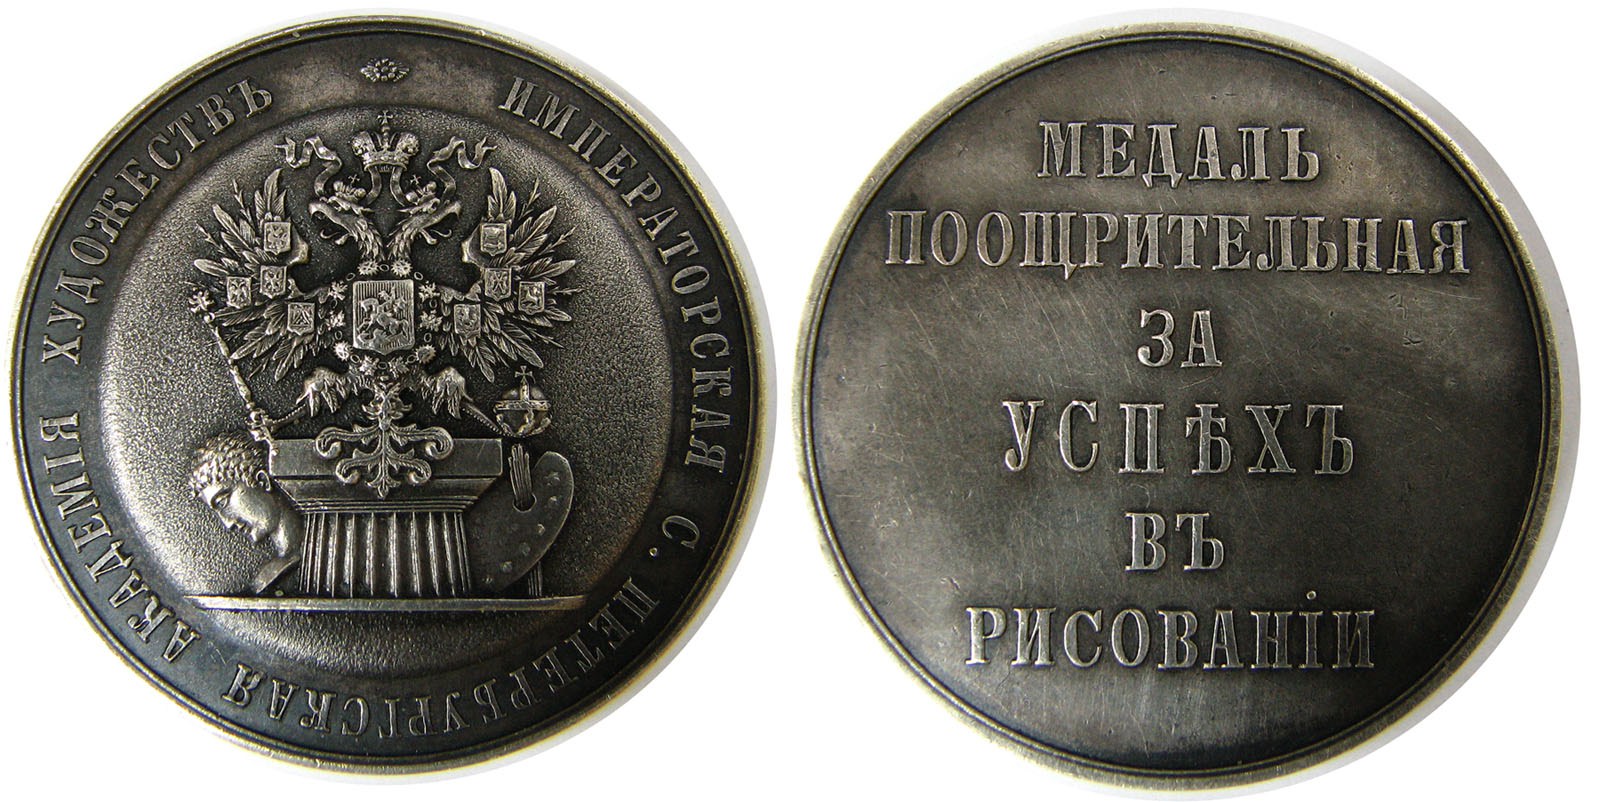 ИМПЕРАТОРСКАЯ С. ПЕТЕРБУРГСКАЯ АКАДЕМІЯ ХУДОЖЕСТВЪ
МЕДАЛЬ
ПООЩРИТЕЛЬНАЯ
ЗА
УСПѢХЪ
ВЪ
РИСОВАНІИ